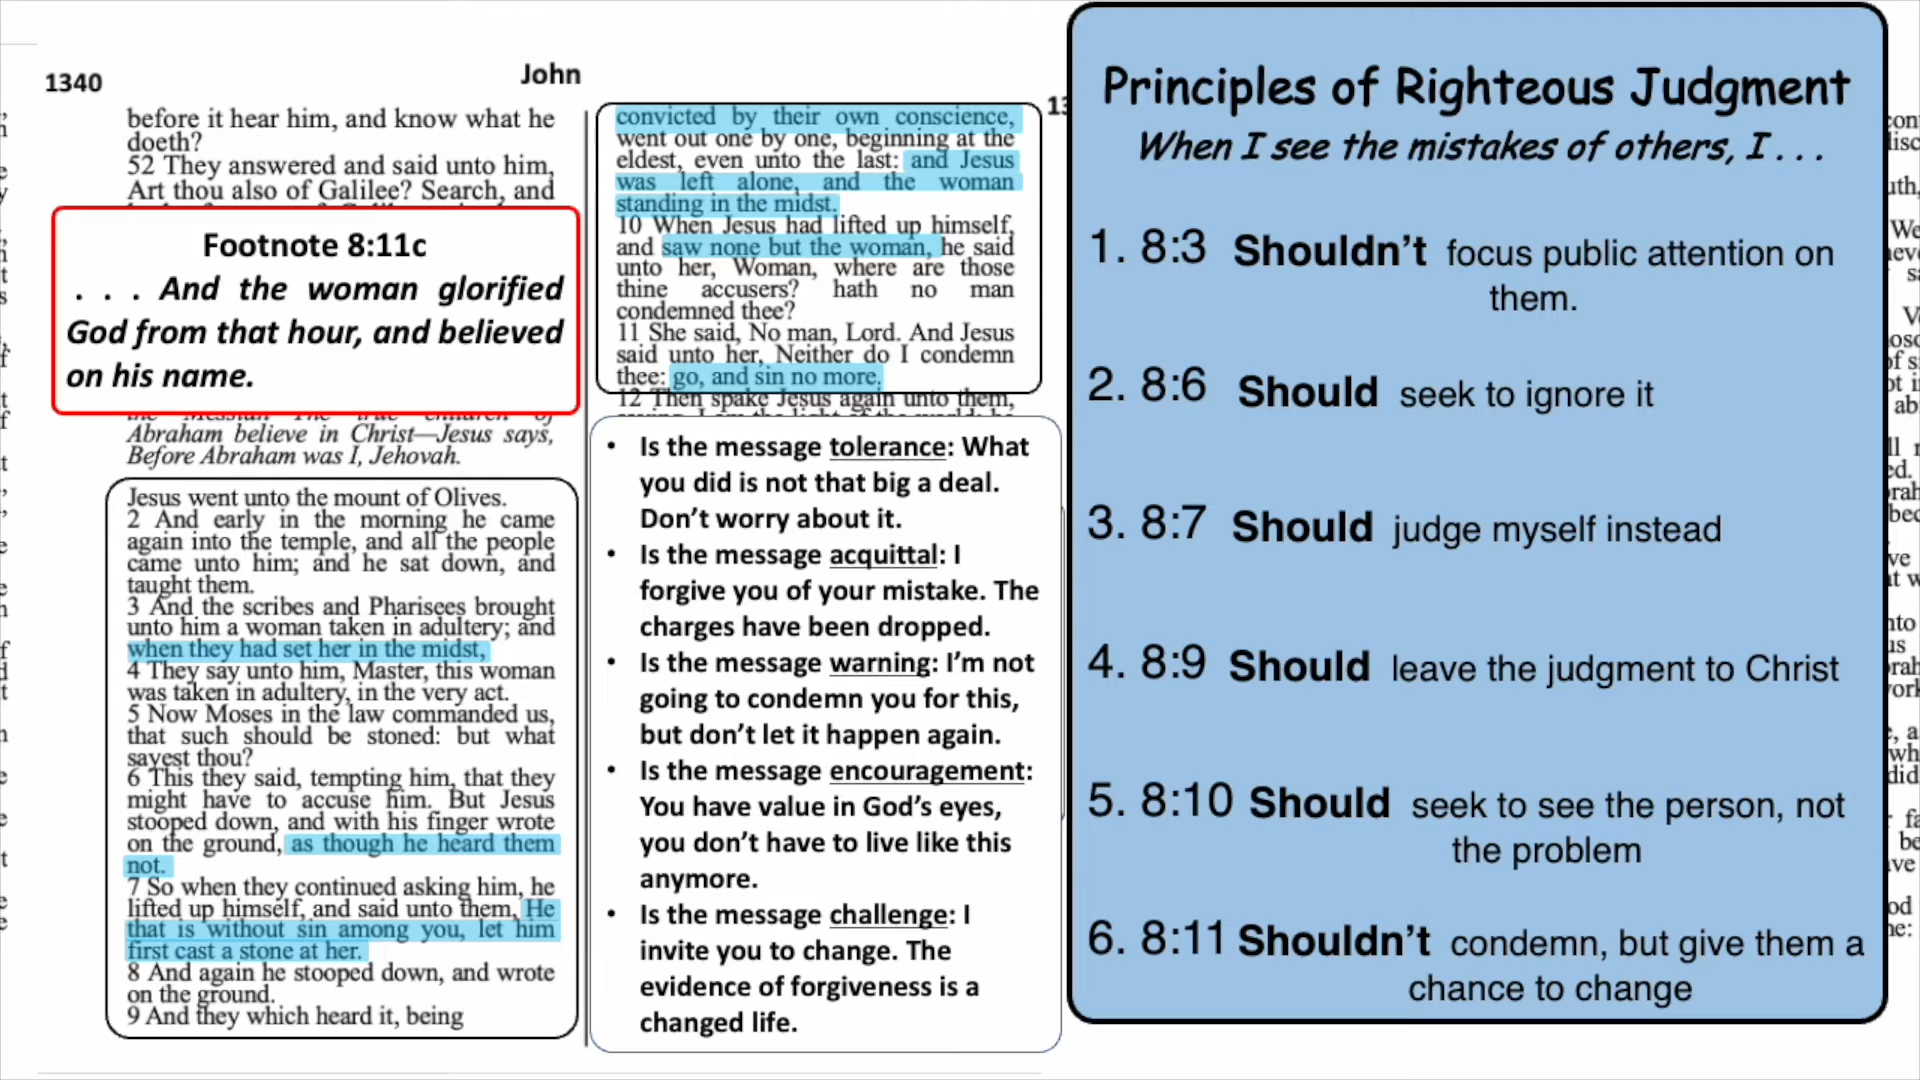 1340
John
before it hear him, and know what he
doeth?
52 They answered and said unto him,
Art thou also of Galilee? Search, and
Footnote 8:11c
. . . And the woman glorified
God from that hour, and believed
on his name.
the Messiah The true children of
Abraham believe in Christ—Jesus says,
Before Abraham was I, Jehovah.
Jesus went unto the mount of Olives.
2 And early in the morning he came
again into the temple, and all the people
came unto him; and he sat down, and
taught them.
3 And the scribes and Pharisees brought
unto him a woman taken in adultery; and
when they had set her in the midst,
4 They say unto him, Master, this woman
was taken in adultery, in the very act.
5 Now Moses in the law commanded us,
that such should be stoned: but what
sayest thou?
6 This they said, tempting him, that they
might have to accuse him. But Jesus
stooped down, and with his finger wrote
on the ground, as though he heard them
not.
7 So when they continued asking him, he
lifted up himself, and said unto them, He
that is without sin among you, let him
first cast a stone at her.
8 And again he stooped down, and wrote
on the ground.
9 And they which heard it, being
convicted by their own conscience,
went out one by one, beginning at the
eldest, even unto the last: and Jesus
was left alone, and the woman
standing in the midst.
10 When Jesus had lifted up himself,
and saw none but the woman, he said
unto her, Woman, where are those
thine accusers? hath no man
condemned thee?
11 She said, No man, Lord. And Jesus
said unto her, Neither do I condemn
thee: go, and sin no more.
12 Then spake Jesus again unto them,
• Is the message tolerance: What
you did is not that big a deal.
Don't worry about it.
• Is the message acquittal: I
forgive you of your mistake. The
charges have been dropped.
• Is the message warning: I'm not
going to condemn you for this,
but don't let it happen again.
• Is the message encouragement:
You have value in God's eyes,
you don't have to live like this
anymore.
• Is the message challenge: I
invite you to change. The
evidence of forgiveness is a
changed life.
Principles of Righteous Judgment
When I see the mistakes of others, I . . .
1. 8:3 Shouldn't focus public attention on
them.
2. 8:6 Should seek to ignore it
3. 8:7 Should judge myself instead
4. 8:9 Should leave the judgment to Christ
5. 8:10 Should seek to see the person, not
the problem
6. 8:11 Shouldn't condemn, but give them a
chance to change